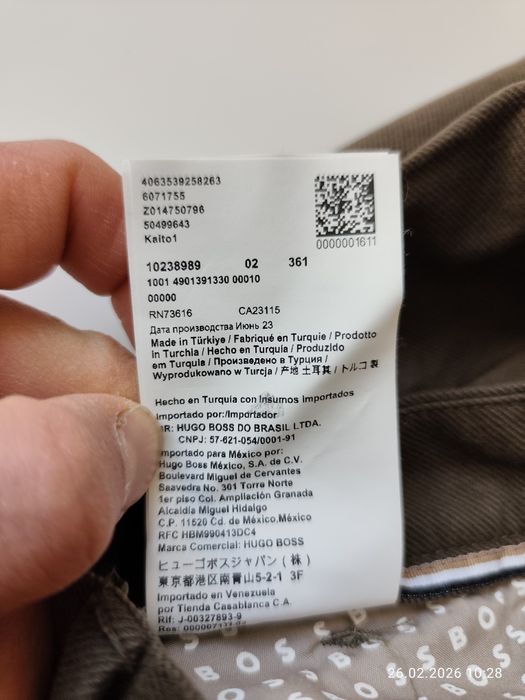 4063539258263
6071755
Z014750796
50499643
Kaito1
0000001611
10238989 02 361
1001 4901391330 00010
00000
RN73616 CA23115
Дата производства Июнь 23
Made in Türkiye / Fabriqué en Turquie / Prodotto
in Turchia / Hecho en Turquía / Produzido
em Turquia / Произведено в Турции /
Wyprodukowano w Turcja / 产地 土耳其 / トルコ製
Hecho en Turquía con Insumos Importados
Importado por:/Importador
BR: HUGO BOSS DO BRASIL LTDA.
CNPJ: 57-621-054/0001-91
Importado para México por:
Hugo Boss México, S.A. de C.V.
Boulevard Miguel de Cervantes
Saavedra No. 301 Torre Norte
1er piso Col. Ampliación Granada
Alcaldía Miguel Hidalgo
C.P. 11520 Cd. de México.México
RFC HBM990413DC4
Marca Comercial: HUGO BOSS
ヒューゴボスジャパン(株)
東京都港区南青山5-2-1 3F
Importado en Venezuela
por Tienda Casablanca C.A.
Rif: J-00327893-9
BOSS
26.02.2026 10:28